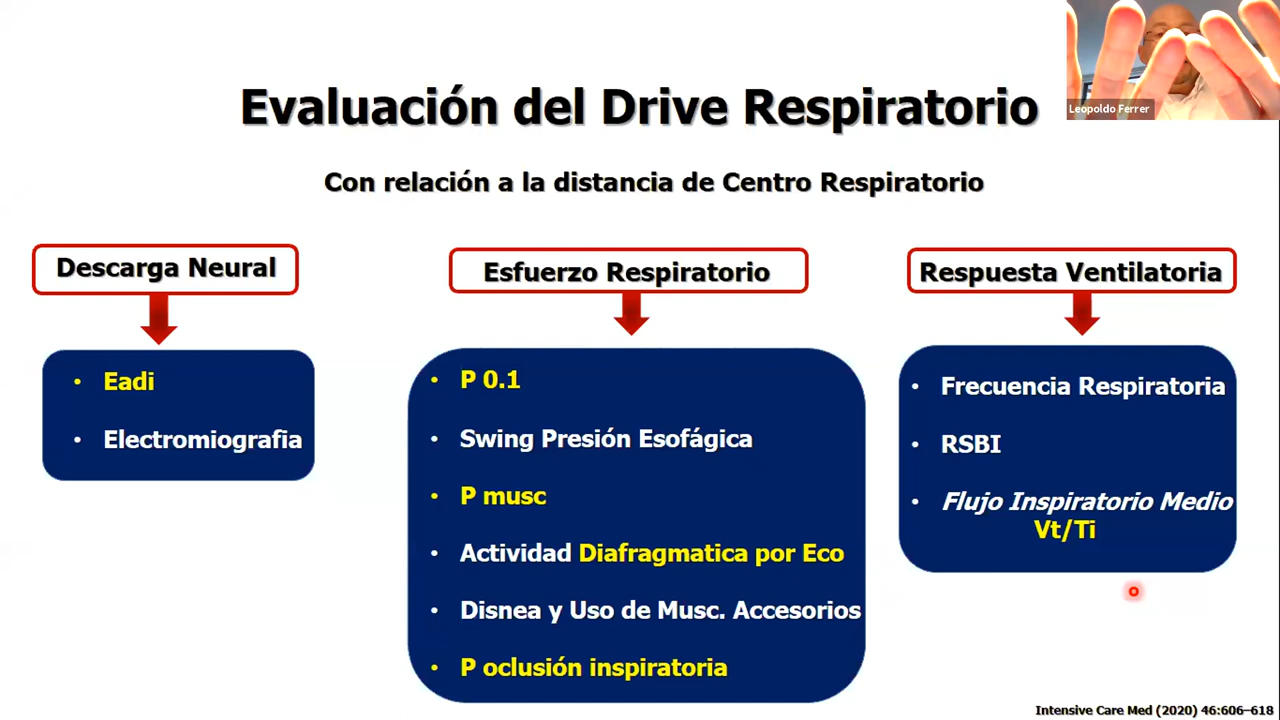 Leopoldo Ferrer
Evaluación del Drive Respiratorio
Con relación a la distancia de Centro Respiratorio
Descarga Neural
• Eadi
• Electromiografia
Esfuerzo Respiratorio
• P 0.1
• Swing Presión Esofágica
• P musc
• Actividad Diafragmatica por Eco
• Disnea y Uso de Musc. Accesorios
• P oclusión inspiratoria
Respuesta Ventilatoria
• Frecuencia Respiratoria
• RSBI
• Flujo Inspiratorio Medio
Vt/Ti
Intensive Care Med (2020) 46:606–618